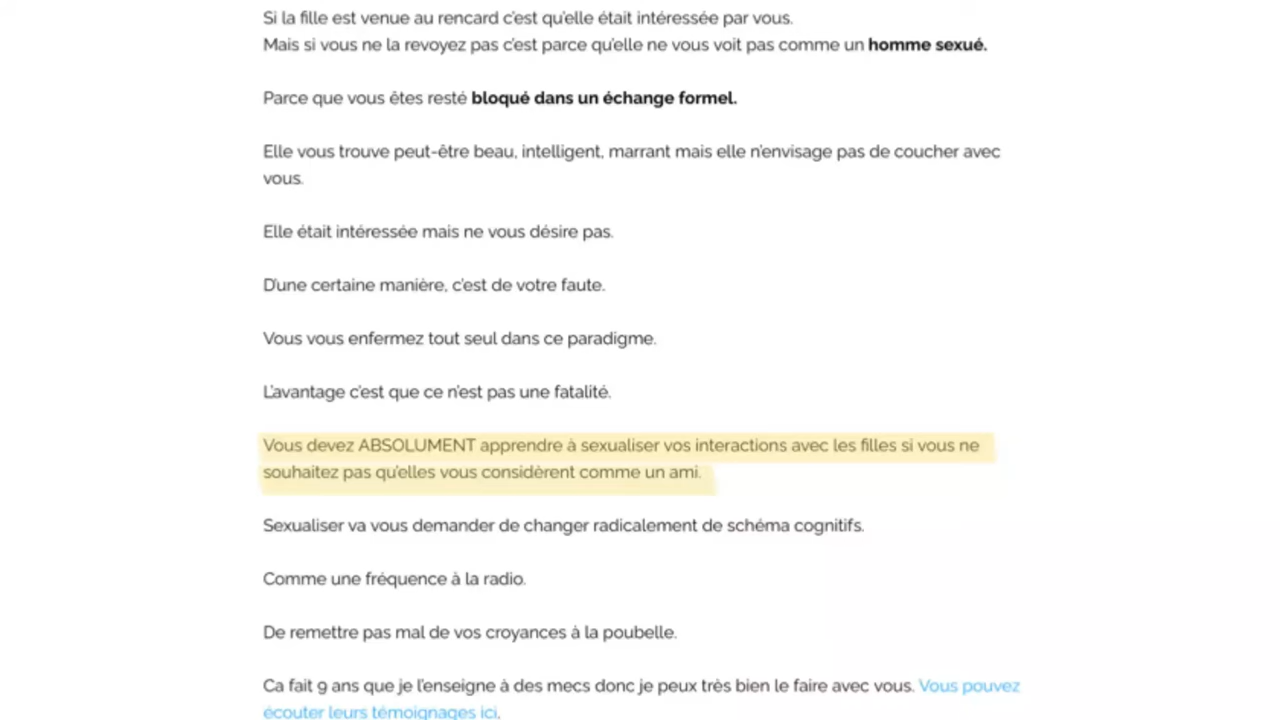 Si la fille est venue au rencard c'est qu'elle était intéressée par vous.
Mais si vous ne la revoyez pas c'est parce qu'elle ne vous voit pas comme un homme sexué.
Parce que vous êtes resté bloqué dans un échange formel.
Elle vous trouve peut-être beau, intelligent, marrant mais elle n'envisage pas de coucher avec
vous.
Elle était intéressée mais ne vous désire pas.
D'une certaine manière, c'est de votre faute.
Vous vous enfermez tout seul dans ce paradigme.
L'avantage c'est que ce n'est pas une fatalité.
Vous devez ABSOLUMENT apprendre à sexualiser vos interactions avec les filles si vous ne
souhaitez pas qu'elles vous considèrent comme un ami.
Sexualiser va vous demander de changer radicalement de schéma cognitifs.
Comme une fréquence à la radio.
De remettre pas mal de vos croyances à la poubelle.
Ca fait 9 ans que je l'enseigne à des mecs donc je peux très bien le faire avec vous. Vous pouvez
écouter leurs témoignages ici.